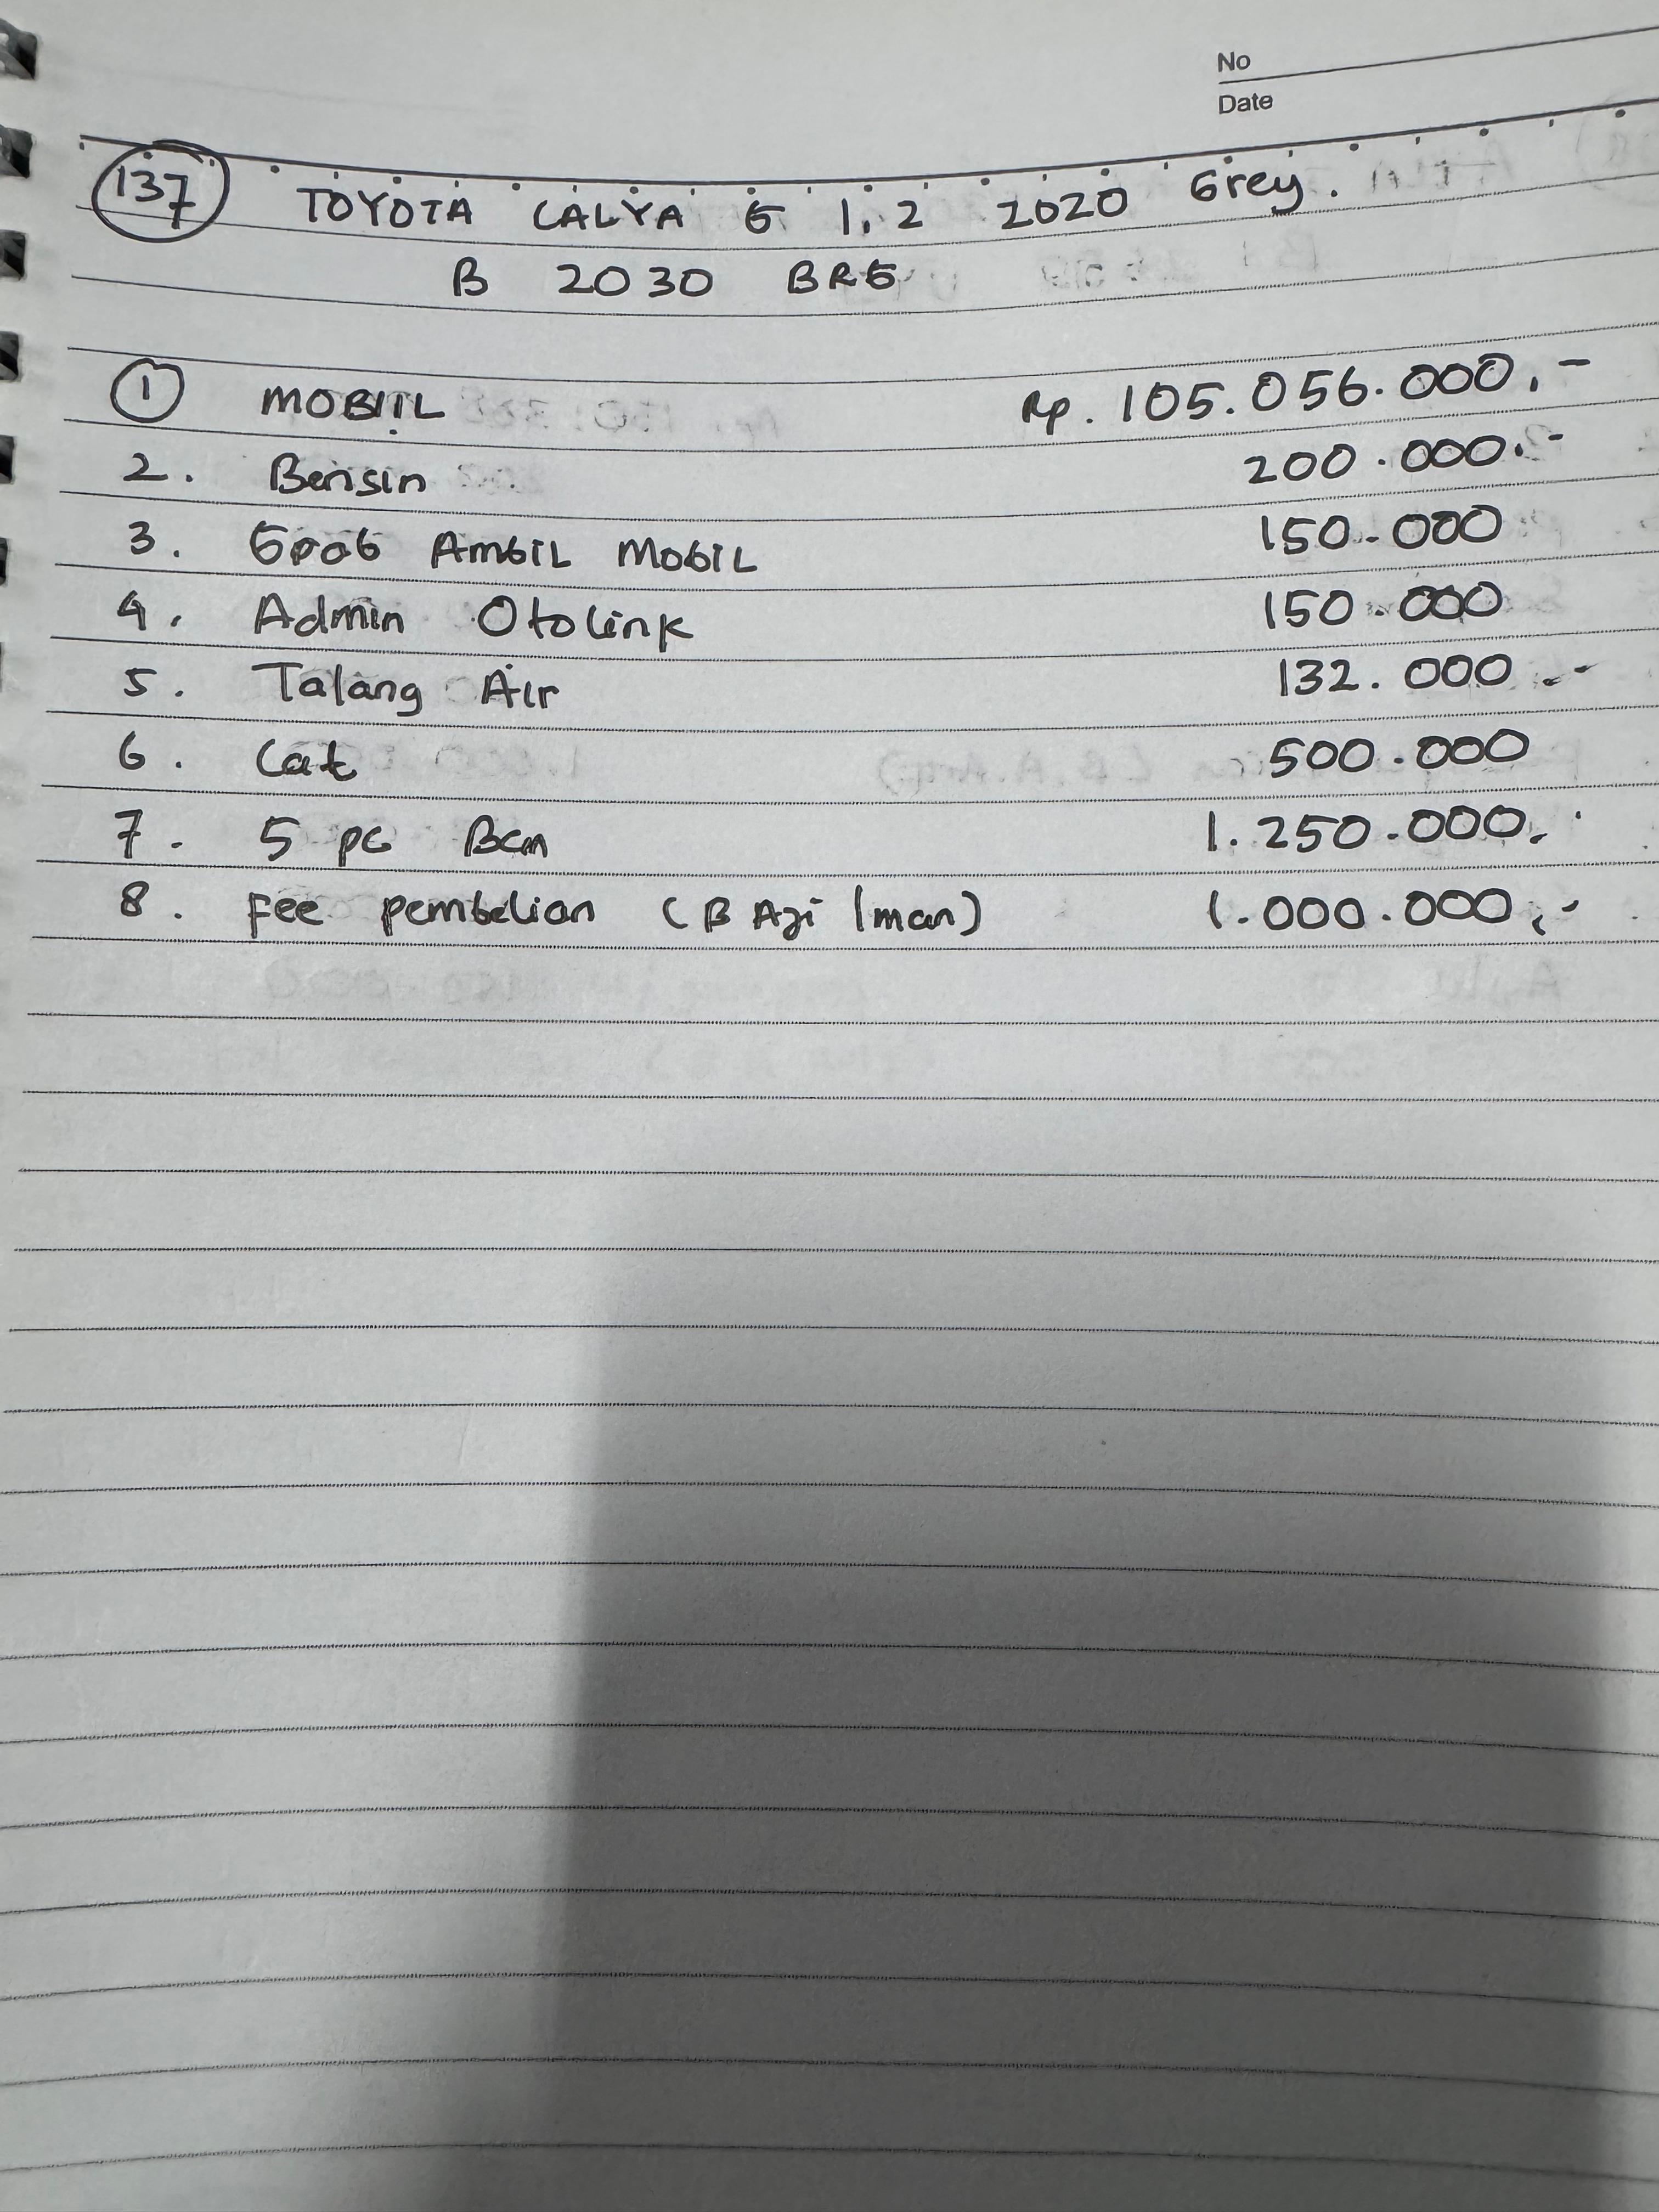 No
Date
137 TOYOTA CALYA G 1.2 2020 Grey.
B 2030 BRG
1 MOBIIL Rp. 105.056.000,-
2. Bensin 200.000.-
3. Grab Ambil Mobil 150.000
4. Admin Otolink 150.000
5. Talang Air 132.000.-
6. Cat 500.000
7. 5 pc Ban 1.250.000.
8. Fee pembelian (B Aji Iman) 1.000.000,-